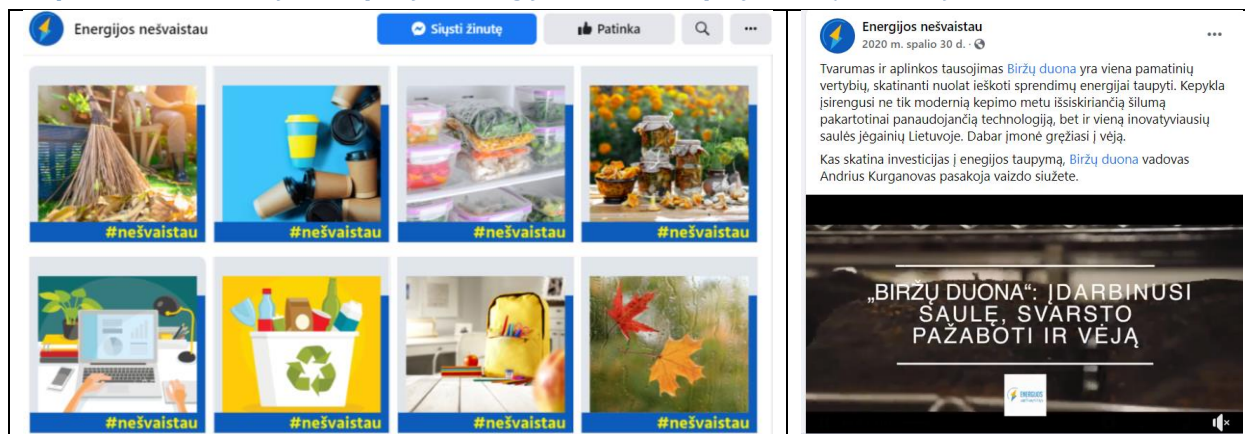 Energijos nešvaistau
Siųsti žinutę
Patinka
#nešvaistau
#nešvaistau
#nešvaistau
#nešvaistau
#nešvaistau
#nešvaistau
#nešvaistau
#nešvaistau
Energijos nešvaistau
2020 m. spalio 30 d. ·
Tvarumas ir aplinkos tausojimas Biržų duona yra viena pamatinių
vertybių, skatinanti nuolat ieškoti sprendimų energijai taupyti. Kepykla
įsirengusi ne tik modernią kepimo metu išsiskiriančią šilumą
pakartotinai panaudojančią technologiją, bet ir vieną inovatyviausių
saulės jėgainių Lietuvoje. Dabar įmonė gręžiasi į vėją.
Kas skatina investicijas į enegijos taupymą, Biržų duona vadovas
Andrius Kurganovas pasakoja vaizdo siužete.
„BIRŽŲ DUONA“: ĮDARBINUSI
SAULĘ, SVARSTO
PAŽABOTI IR VĖJĄ
ENERGIJOS